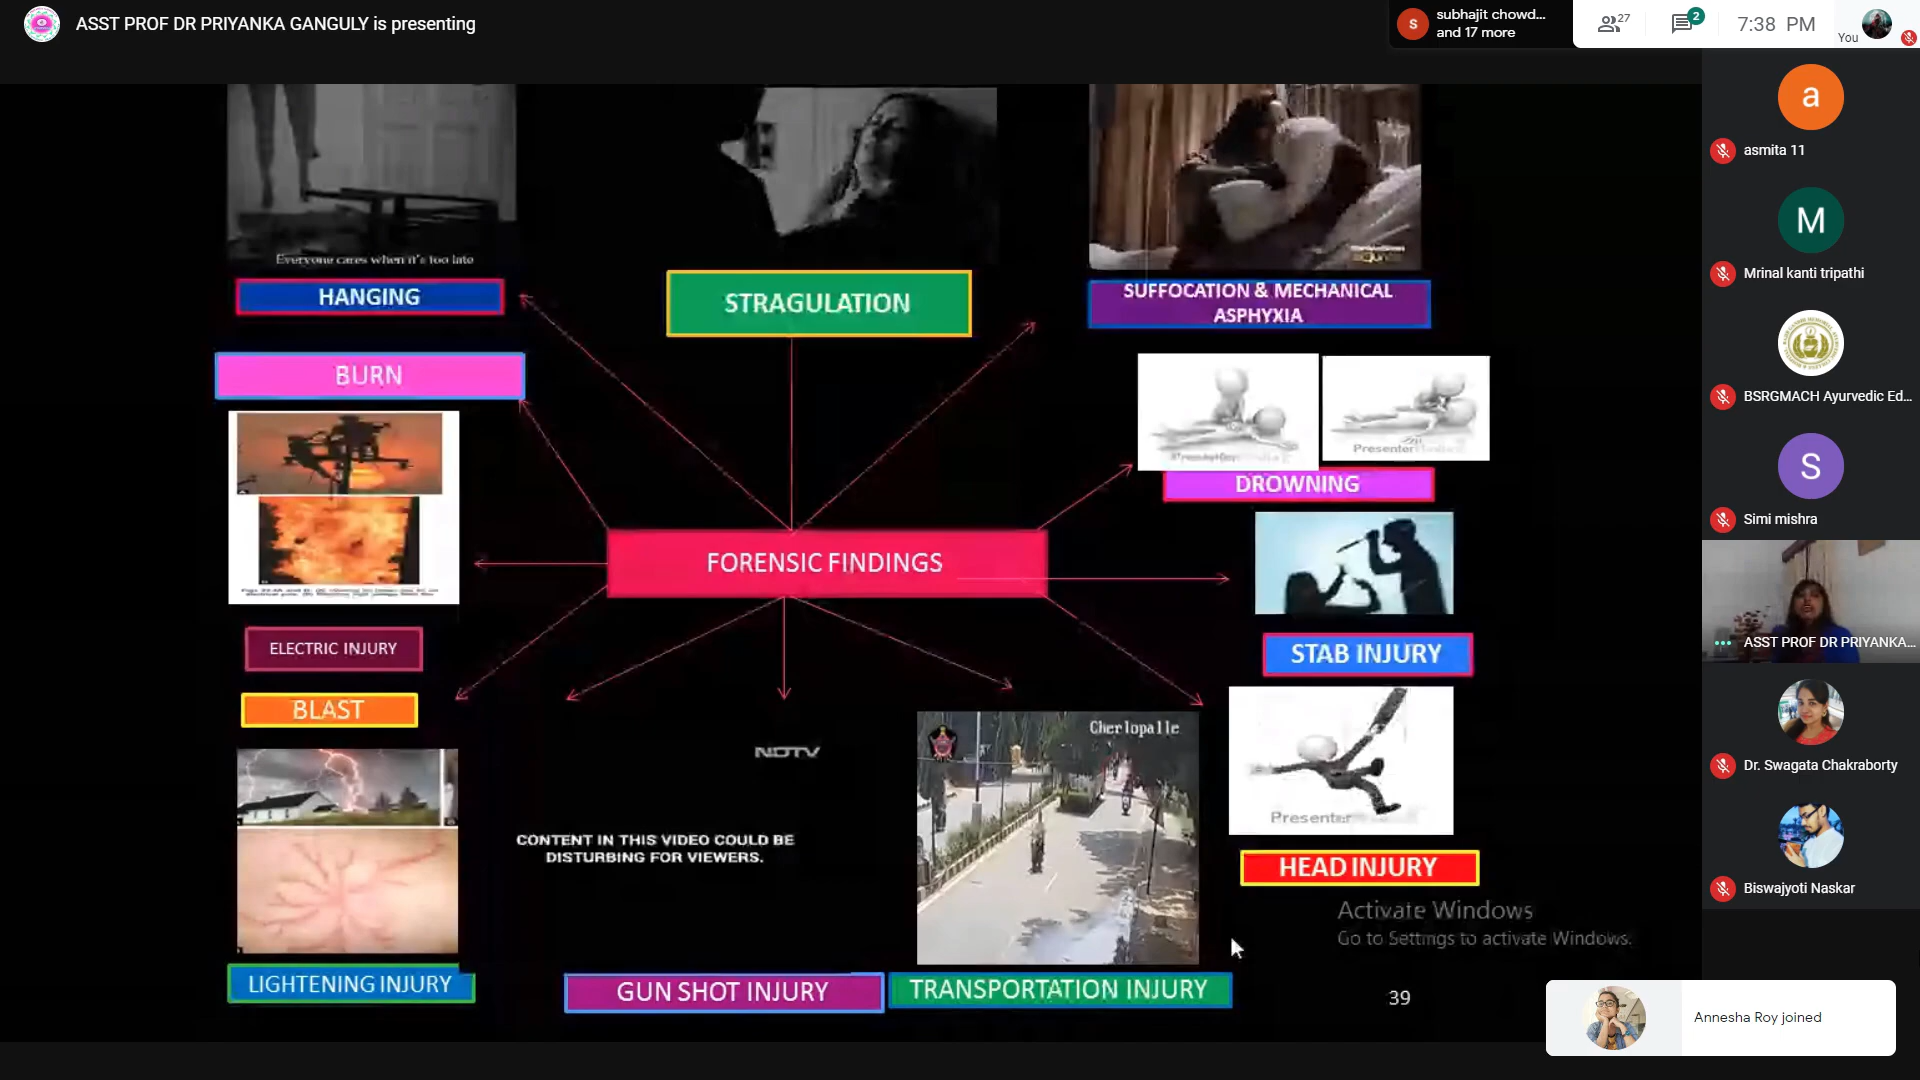 ASST PROF DR PRIYANKA GANGULY is presenting
S
subhajit chowd...
and 17 more
27
2
7:38 PM
You
Everyone cares when it's too late
HANGING
STRAGULATION
SUFFOCATION & MECHANICAL
ASPHYXIA
BURN
DROWNING
FORENSIC FINDINGS
ELECTRIC INJURY
STAB INJURY
BLAST
NDTV
CONTENT IN THIS VIDEO COULD BE
DISTURBING FOR VIEWERS.
Cherlopalle
Presenter
HEAD INJURY
LIGHTENING INJURY
GUN SHOT INJURY
TRANSPORTATION INJURY
Activate Windows
Go to Settings to activate Windows.
39
a
asmita 11
M
Mrinal kanti tripathi
BSRGMACH Ayurvedic Ed...
S
Simi mishra
ASST PROF DR PRIYANKA...
Dr. Swagata Chakraborty
Biswajyoti Naskar
Annesha Roy joined